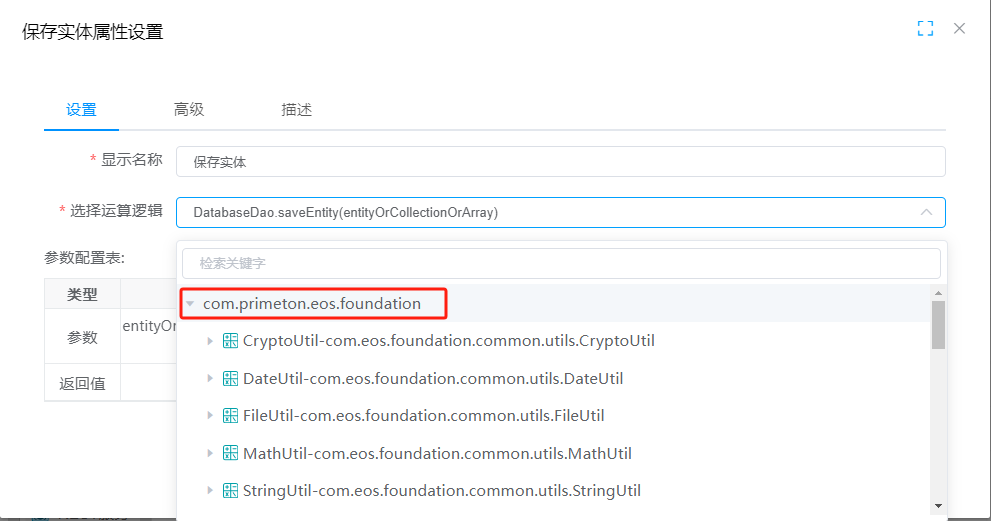 保存实体属性设置
设置 高级 描述
* 显示名称 保存实体
* 选择运算逻辑 DatabaseDao.saveEntity(entityOrCollectionOrArray)
参数配置表:
检索关键字
类型
com.primeton.eos.foundation
参数 entityOr
CryptoUtil-com.eos.foundation.common.utils.CryptoUtil
DateUtil-com.eos.foundation.common.utils.DateUtil
返回值
FileUtil-com.eos.foundation.common.utils.FileUtil
MathUtil-com.eos.foundation.common.utils.MathUtil
StringUtil-com.eos.foundation.common.utils.StringUtil